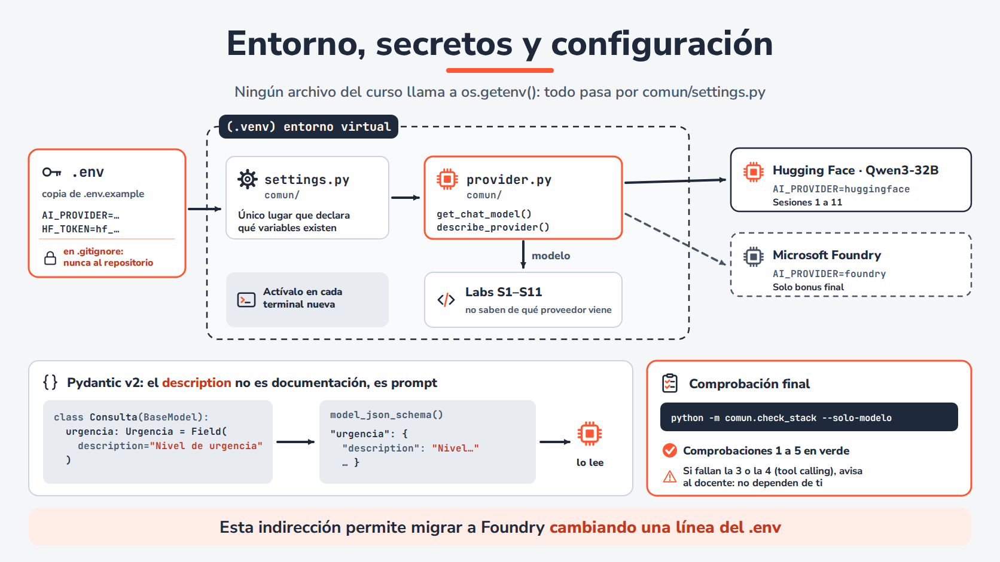 Entorno, secretos y configuración
Ningún archivo del curso llama a os.getenv(): todo pasa por comun/settings.py
(.venv) entorno virtual
.env
copia de .env.example
AI_PROVIDER=…
HF_TOKEN=hf_…
en .gitignore:
nunca al repositorio
settings.py
comun/
Único lugar que declara
qué variables existen
provider.py
comun/
get_chat_model()
describe_provider()
Hugging Face · Qwen3-32B
AI_PROVIDER=huggingface
Sesiones 1 a 11
Microsoft Foundry
AI_PROVIDER=foundry
Solo bonus final
modelo
Actívalo en cada
terminal nueva
Labs S1–S11
no saben de qué proveedor viene
{} Pydantic v2: el description no es documentación, es prompt
class Consulta(BaseModel):
urgencia: Urgencia = Field(
description="Nivel de urgencia"
)
model_json_schema()
"urgencia": {
"description": "Nivel…"
… }
lo lee
Comprobación final
python -m comun.check_stack --solo-modelo
Comprobaciones 1 a 5 en verde
Si fallan la 3 o la 4 (tool calling), avisa
al docente: no dependen de ti
Esta indirección permite migrar a Foundry cambiando una línea del .env